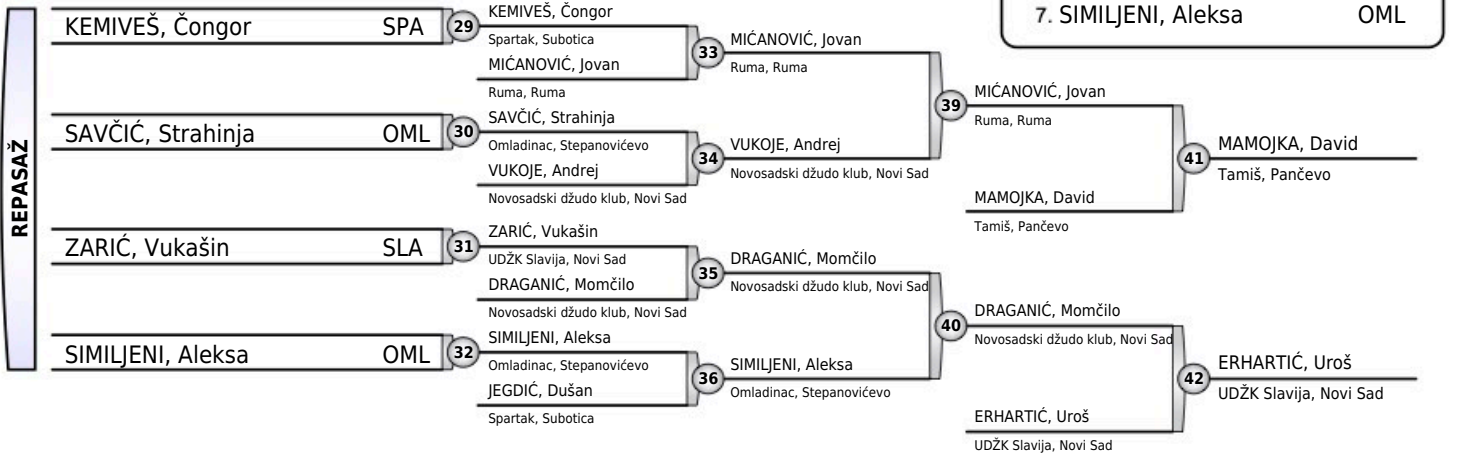 7. SIMILJENI, Aleksa OML
REPASAŽ
KEMIVEŠ, Čongor SPA
SAVČIĆ, Strahinja OML
ZARIĆ, Vukašin SLA
SIMILJENI, Aleksa OML
29
KEMIVEŠ, Čongor
Spartak, Subotica
MIĆANOVIĆ, Jovan
Ruma, Ruma
30
SAVČIĆ, Strahinja
Omladinac, Stepanovićevo
VUKOJE, Andrej
Novosadski džudo klub, Novi Sad
31
ZARIĆ, Vukašin
UDŽK Slavija, Novi Sad
DRAGANIĆ, Momčilo
Novosadski džudo klub, Novi Sad
32
SIMILJENI, Aleksa
Omladinac, Stepanovićevo
JEGDIĆ, Dušan
Spartak, Subotica
33
MIĆANOVIĆ, Jovan
Ruma, Ruma
34
VUKOJE, Andrej
Novosadski džudo klub, Novi Sad
35
DRAGANIĆ, Momčilo
Novosadski džudo klub, Novi Sad
36
SIMILJENI, Aleksa
Omladinac, Stepanovićevo
39
MIĆANOVIĆ, Jovan
Ruma, Ruma
MAMOJKA, David
Tamiš, Pančevo
40
DRAGANIĆ, Momčilo
Novosadski džudo klub, Novi Sad
ERHARTIĆ, Uroš
UDŽK Slavija, Novi Sad
41
MAMOJKA, David
Tamiš, Pančevo
42
ERHARTIĆ, Uroš
UDŽK Slavija, Novi Sad